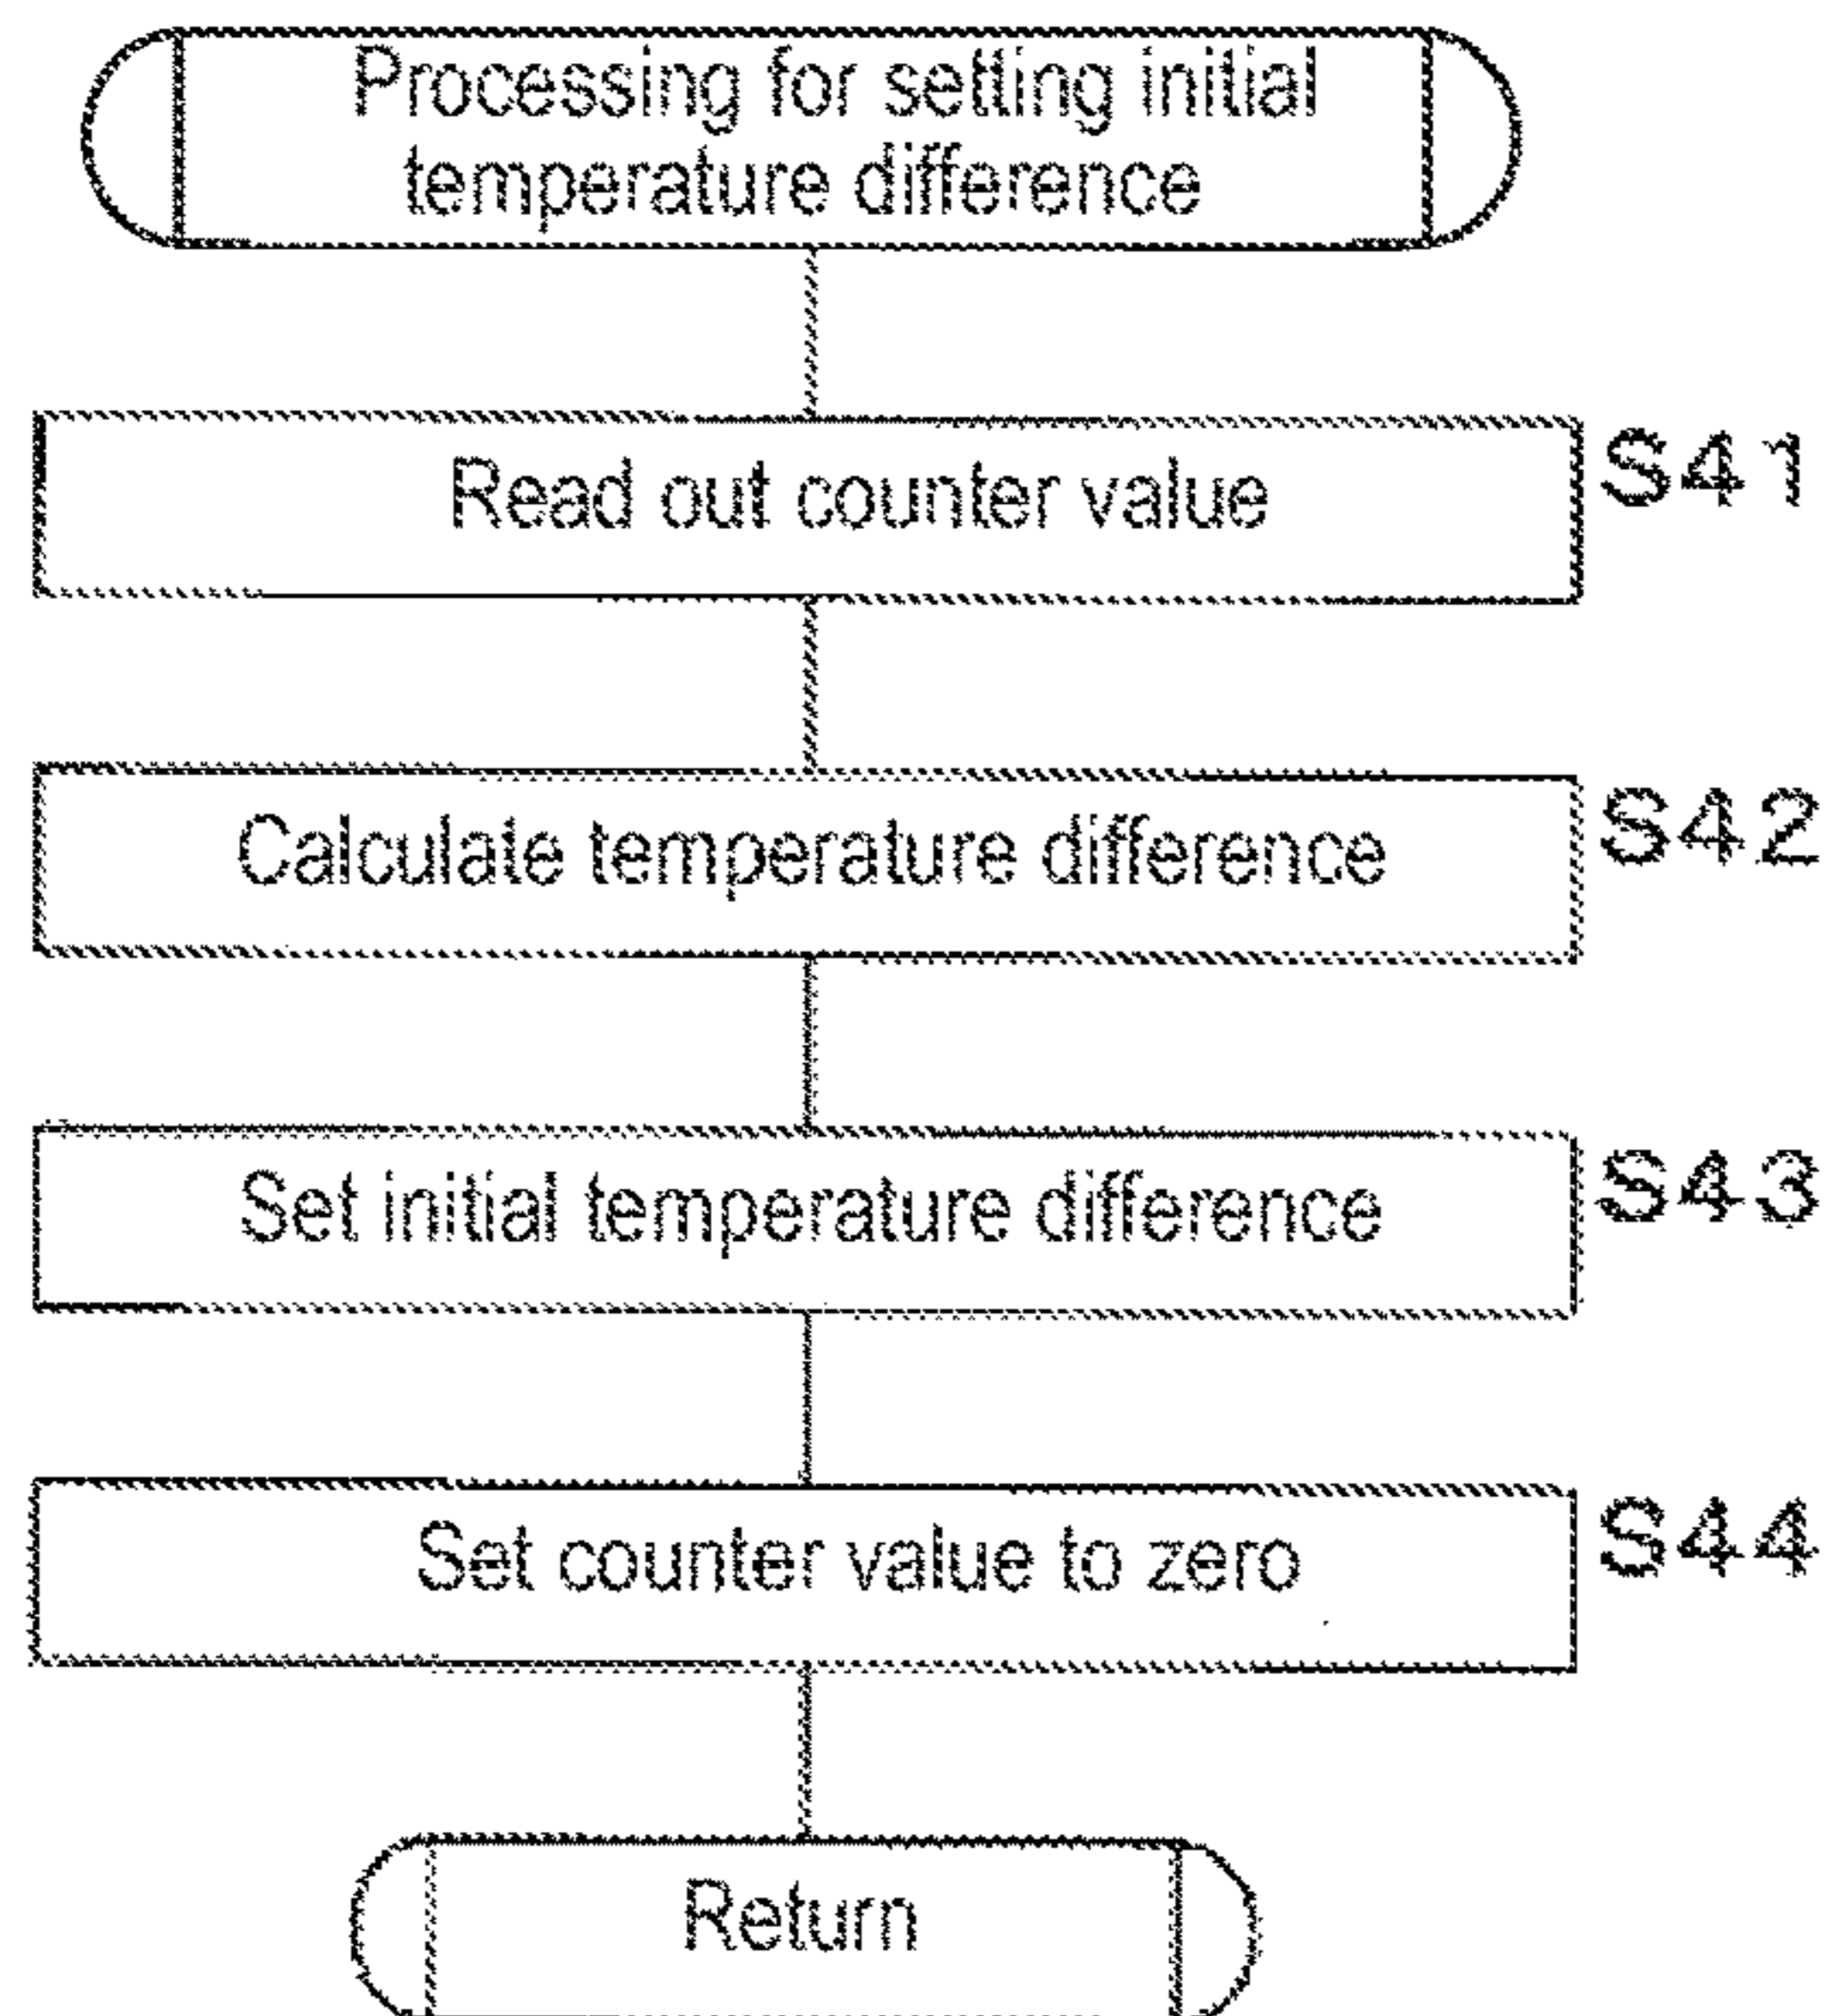 Processing for setting initial
temperature difference
Read out counter value
S41
Calculate temperature difference
S42
Set initial temperature difference
S43
Set counter value to zero
S44
Return